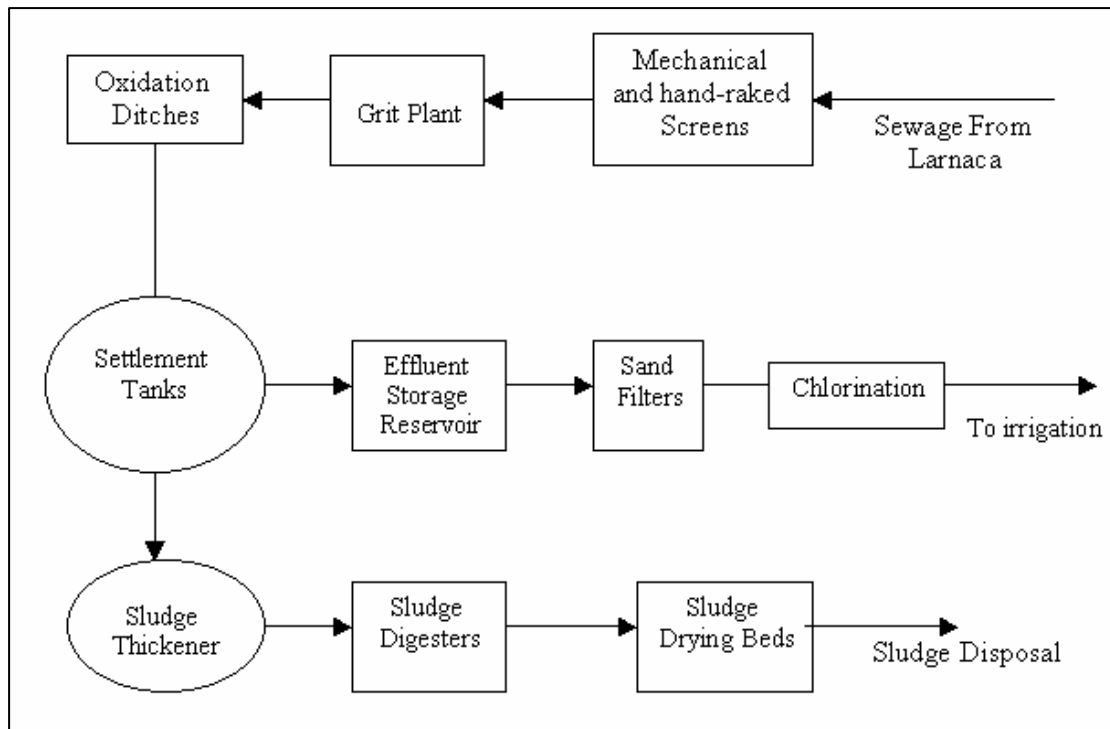 Oxidation
Ditches
Grit Plant
Mechanical
and hand-raked
Screens
Sewage From
Larnaca
Settlement
Tanks
Effluent
Storage
Reservoir
Sand
Filters
Chlorination
To irrigation
Sludge
Thickener
Sludge
Digesters
Sludge
Drying Beds
Sludge Disposal